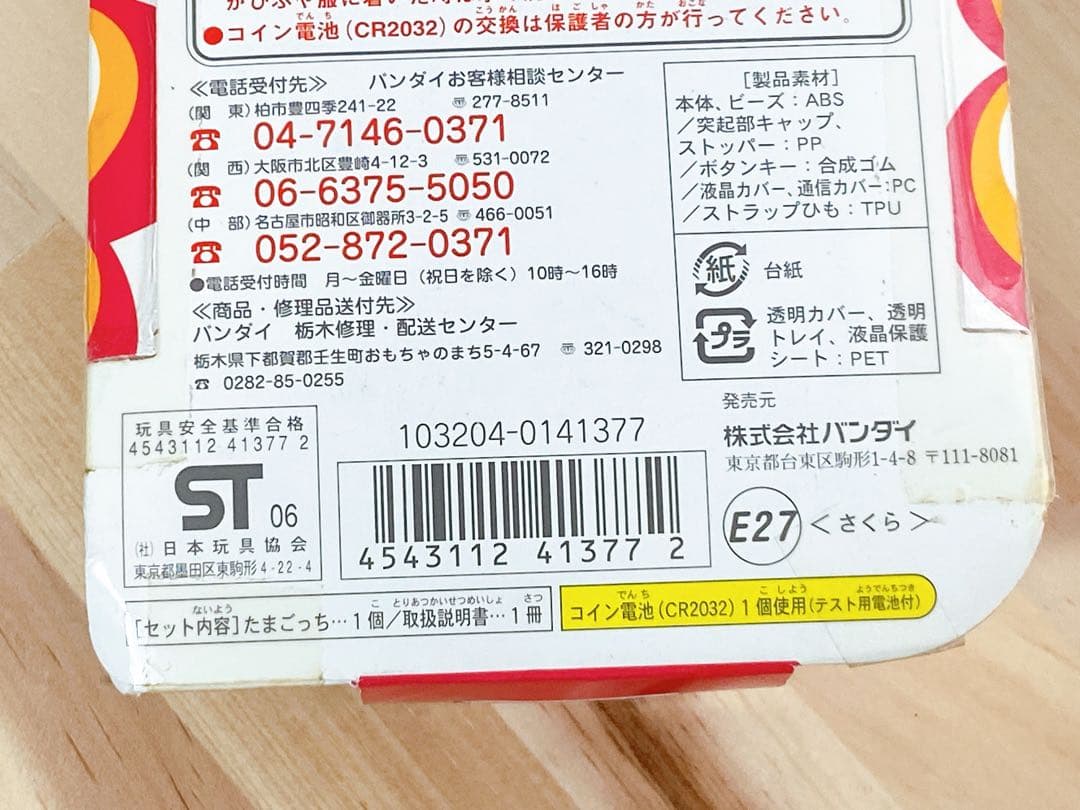 ●コイン電池(CR2032)の交換は保護者の方が行ってください。
≪電話受付先≫ バンダイお客様相談センター
(関 東)柏市豊四季241-22 〒277-8511
☎ 04-7146-0371
(関 西)大阪市北区豊崎4-12-3 〒531-0072
☎ 06-6375-5050
(中 部)名古屋市昭和区御器所3-2-5 〒466-0051
☎ 052-872-0371
●電話受付時間 月〜金曜日(祝日を除く)10時〜16時
≪商品・修理品送付先≫
バンダイ 栃木修理・配送センター
栃木県下都賀郡壬生町おもちゃのまち5-4-67 〒321-0298
☎ 0282-85-0255
[製品素材]
本体、ビーズ:ABS
/突起部キャップ、
ストッパー:PP
/ボタンキー:合成ゴム
/液晶カバー、通信カバー:PC
/ストラップひも:TPU
紙 台紙
プラ 透明カバー、透明
トレイ、液晶保護
シート:PET
発売元
株式会社バンダイ
東京都台東区駒形1-4-8 〒111-8081
E27 <さくら>
玩具安全基準合格
4543112 41377 2
ST 06
(社)日本玩具協会
東京都墨田区東駒形4-22-4
103204-0141377
4543112 413772
[セット内容]たまごっち…1個/取扱説明書…1冊
コイン電池(CR2032)1個使用(テスト用電池付)